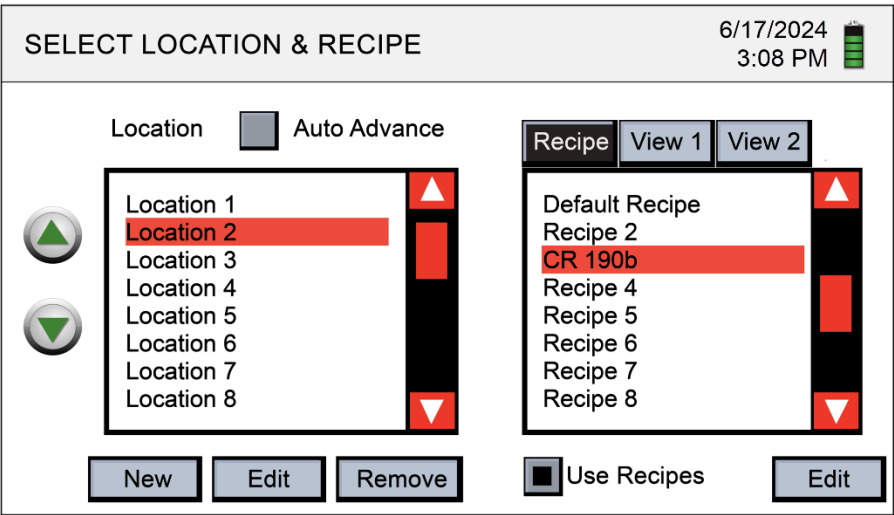 SELECT LOCATION & RECIPE
6/17/2024
3:08 PM
Location
Auto Advance
Location 1
Location 2
Location 3
Location 4
Location 5
Location 6
Location 7
Location 8
New
Edit
Remove
Recipe
View 1
View 2
Default Recipe
Recipe 2
CR 190b
Recipe 4
Recipe 5
Recipe 6
Recipe 7
Recipe 8
Use Recipes
Edit